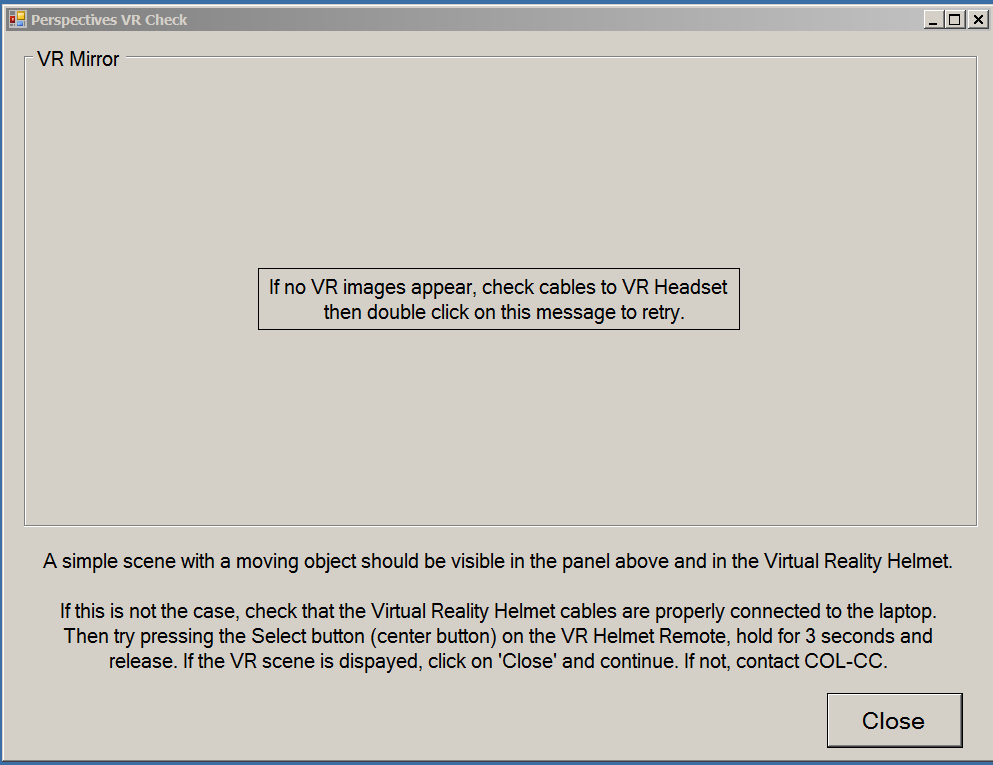 Perspectives VR Check
VR Mirror
If no VR images appear, check cables to VR Headset
then double click on this message to retry.
A simple scene with a moving object should be visible in the panel above and in the Virtual Reality Helmet.
If this is not the case, check that the Virtual Reality Helmet cables are properly connected to the laptop.
Then try pressing the Select button (center button) on the VR Helmet Remote, hold for 3 seconds and
release. If the VR scene is dispayed, click on 'Close' and continue. If not, contact COL-CC.
Close